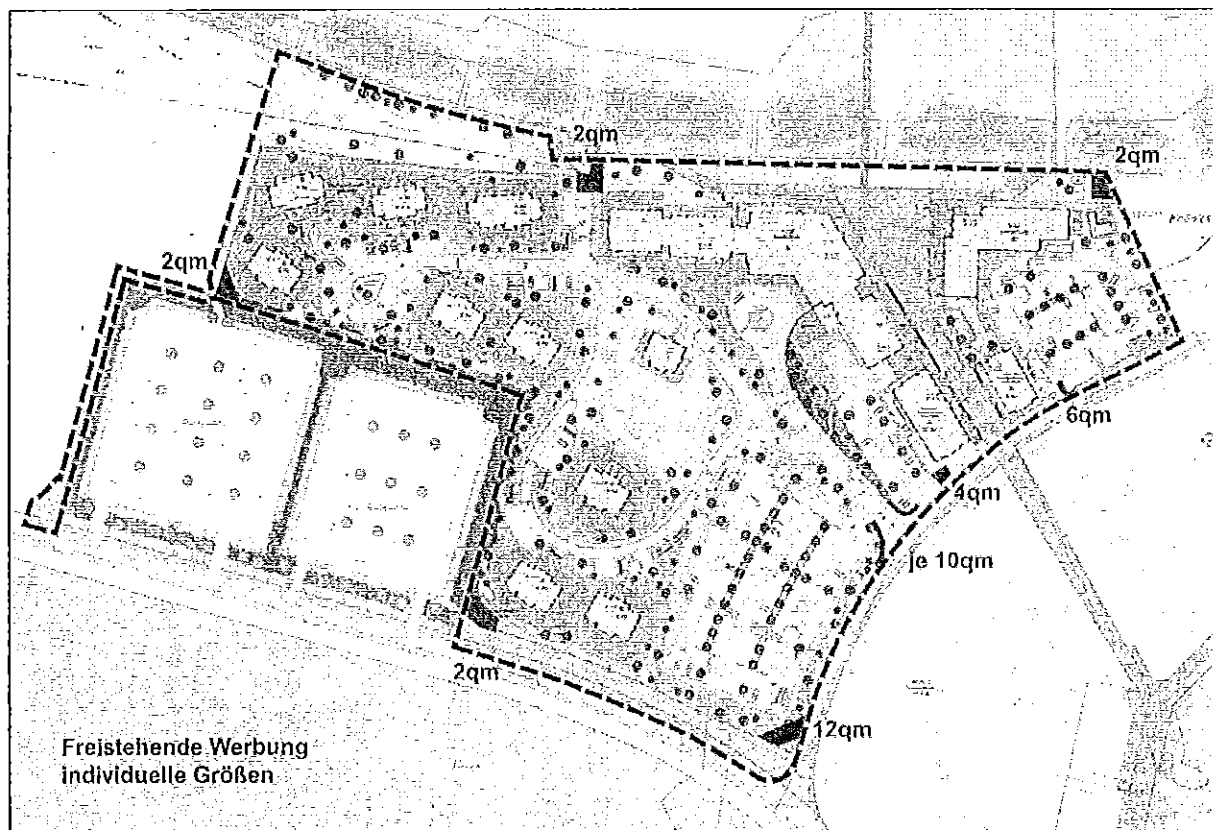 2qm
2qm
2qm
6qm
4qm
je 10qm
2qm
12qm
Freistehende Werbung
individuelle Größen